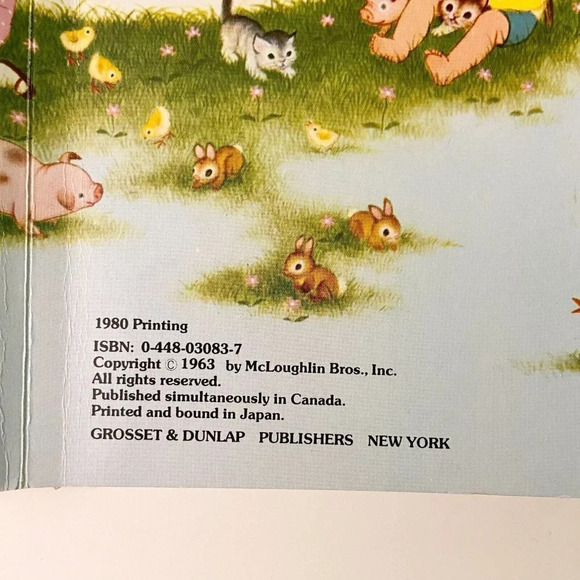 1980 Printing
ISBN: 0-448-03083-7
Copyright © 1963 by McLoughlin Bros., Inc.
All rights reserved.
Published simultaneously in Canada.
Printed and bound in Japan.
GROSSET & DUNLAP PUBLISHERS NEW YORK